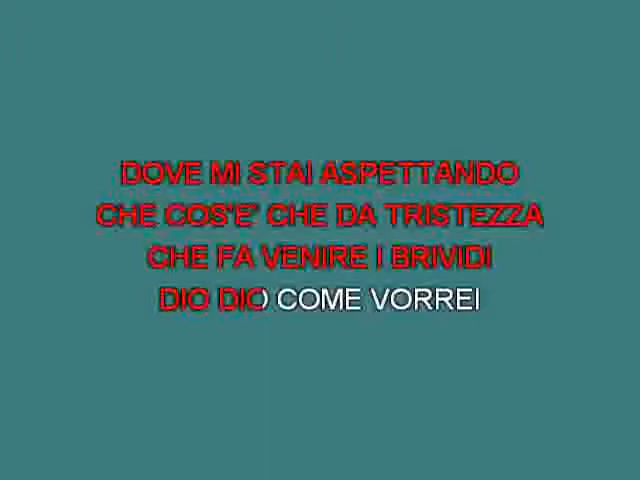 DOVE MI STAI ASPETTANDO
CHE COS'E' CHE DA TRISTEZZA
CHE FA VENIRE I BRIVIDI
DIO DIO COME VORREI